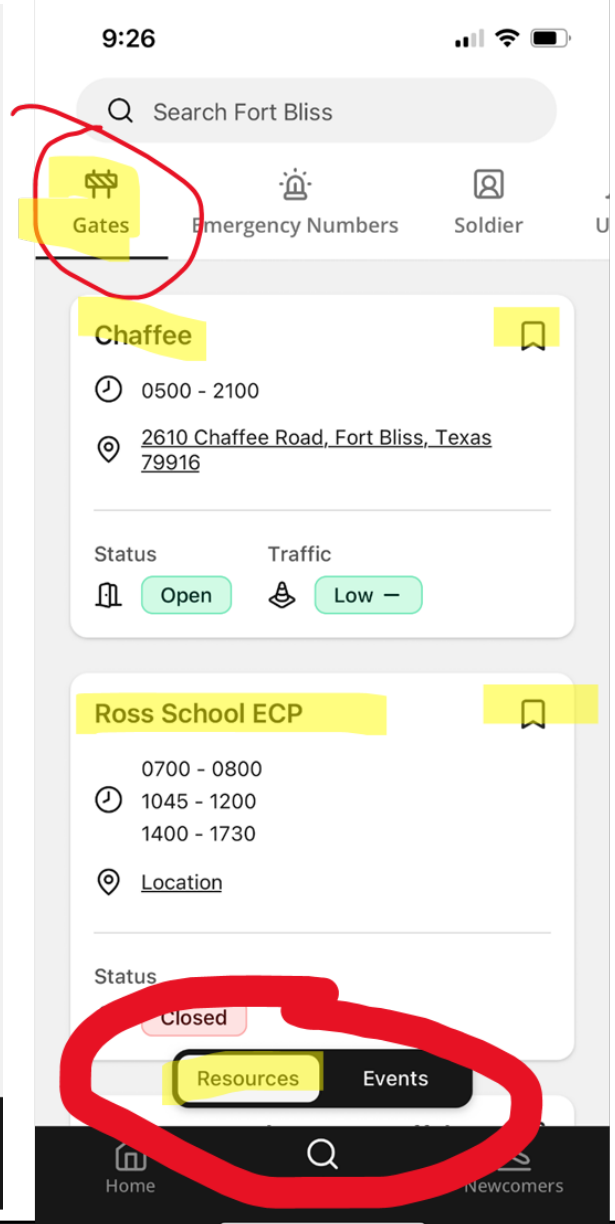 9:26
Search Fort Bliss
Gates
Emergency Numbers
Soldier
U
Chaffee
0500 - 2100
2610 Chaffee Road, Fort Bliss, Texas
79916
Status Traffic
Open Low —
Ross School ECP
0700 - 0800
1045 - 1200
1400 - 1730
Location
Status
Closed
Resources Events
Home Newcomers